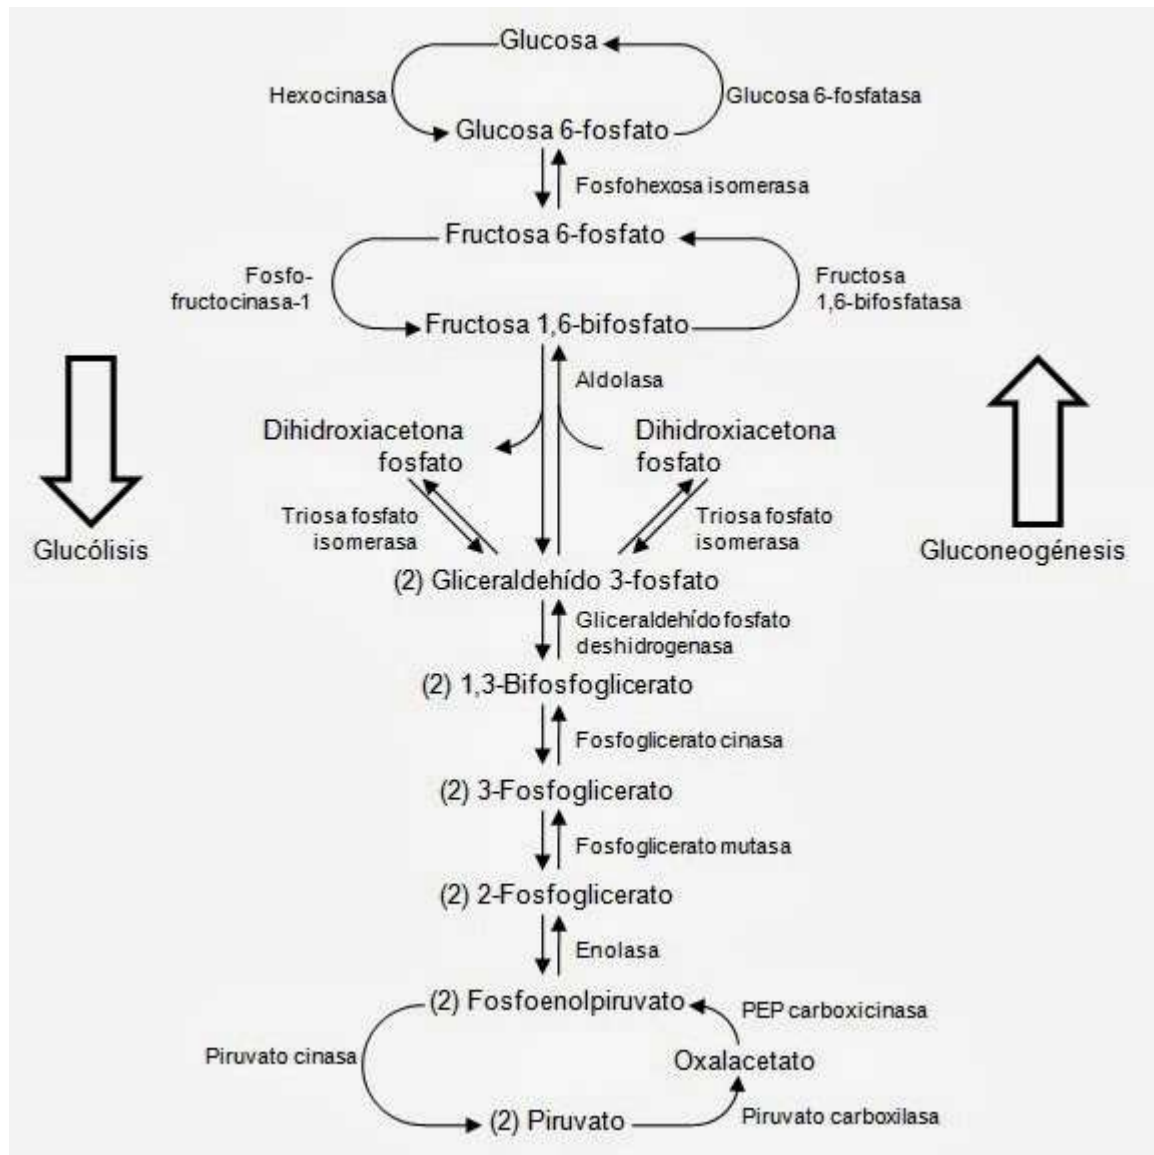 Glucosa
Hexocinasa
Glucosa 6-fosfatasa
Glucosa 6-fosfato
Fosfohexosa isomerasa
Fructosa 6-fosfato
Fosfo-
fructocinasa-1
Fructosa
1,6-bifosfatasa
Fructosa 1,6-bifosfato
Aldolasa
Dihidroxiacetona
fosfato
Dihidroxiacetona
fosfato
Triosa fosfato
isomerasa
Triosa fosfato
isomerasa
Glucólisis
Gluconeogénesis
(2) Gliceraldehído 3-fosfato
Gliceraldehído fosfato
deshidrogenasa
(2) 1,3-Bifosfoglicerato
Fosfoglicerato cinasa
(2) 3-Fosfoglicerato
Fosfoglicerato mutasa
(2) 2-Fosfoglicerato
Enolasa
(2) Fosfoenolpiruvato
PEP carboxicinasa
Piruvato cinasa
Oxalacetato
(2) Piruvato
Piruvato carboxilasa